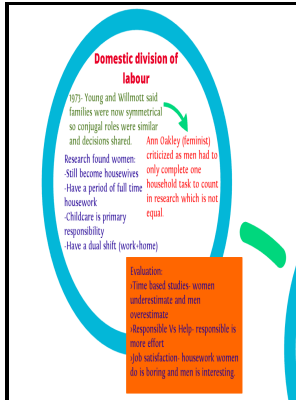 Domestic division of
labour
1973- Young and Willmott said
families were now symmetrical
so conjugal roles were similar
and decisions shared.
Ann Oakley (feminist)
criticized as men had to
only complete one
household task to count
in research which is not
equal.
Research found women:
-Still become housewives
-Have a period of full time
housework
-Childcare is primary
responsibility
-Have a dual shift (work+home)
Evaluation:
>Time based studies- women
underestimate and men
overestimate
>Responsible Vs Help- responsible is
more effort
>Job satisfaction- housework women
do is boring and men is interesting.